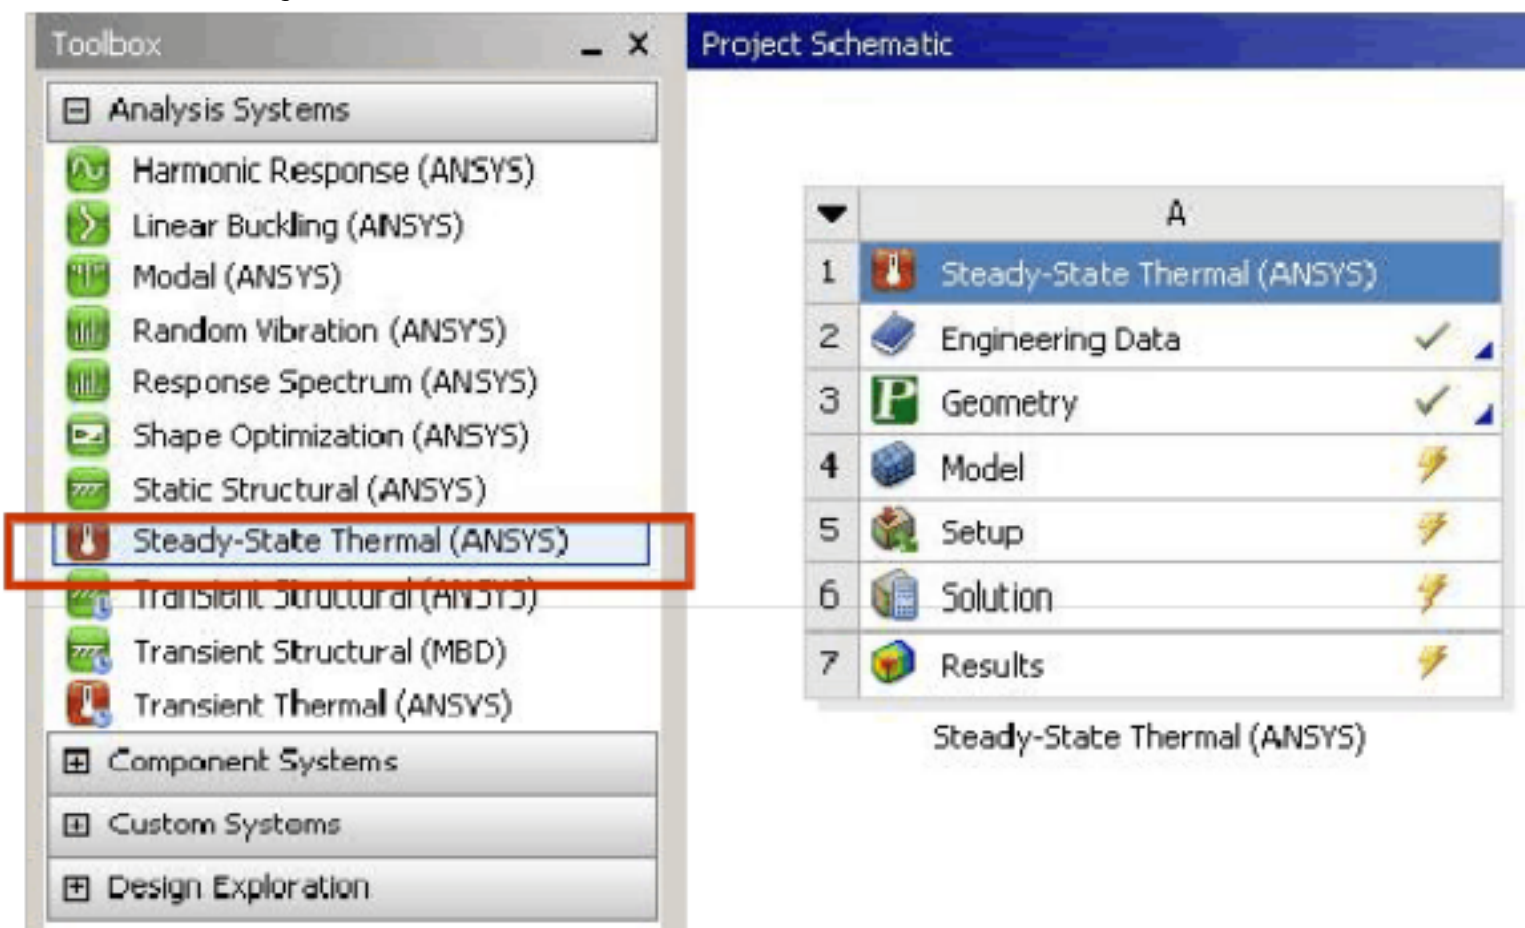 Toolbox
Analysis Systems
Harmonic Response (ANSYS)
Linear Buckling (ANSYS)
Modal (ANSYS)
Random Vibration (ANSYS)
Response Spectrum (ANSYS)
Shape Optimization (ANSYS)
Static Structural (ANSYS)
Steady-State Thermal (ANSYS)
Transient Structural (ANSYS)
Transient Structural (MBD)
Transient Thermal (ANSYS)
Component Systems
Custom Systems
Design Exploration
Project Schematic
A
1 Steady-State Thermal (ANSYS)
2 Engineering Data
3 Geometry
4 Model
5 Setup
6 Solution
7 Results
Steady-State Thermal (ANSYS)